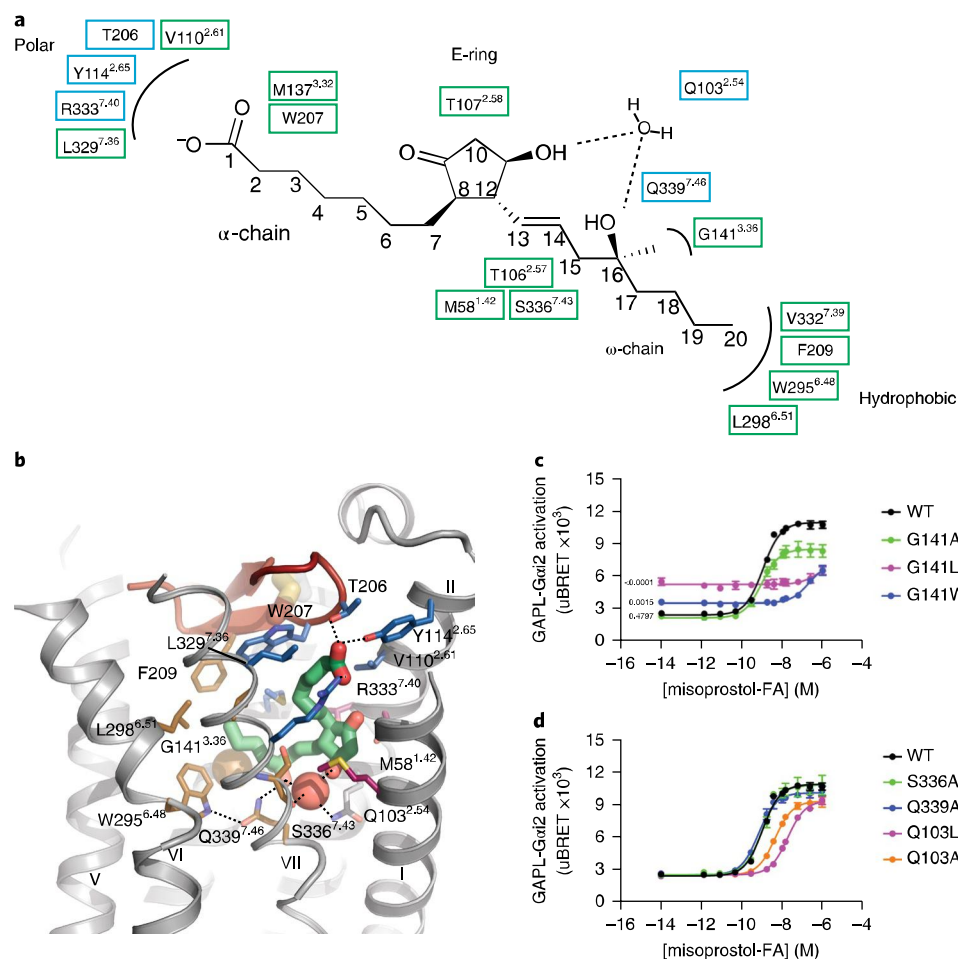 a
Polar
T206
V110^2.61
Y114^2.65
R333^7.40
L329^7.36
M137^3.32
W207
E-ring
T107^2.58
Q103^2.54
H
O
H
⁻O
O
O
OH
1
2
3
4
5
6
7
8
10
12
13
14
15
16
17
18
19
20
HO
Q339^7.46
G141^3.36
α-chain
T106^2.57
M58^1.42
S336^7.43
ω-chain
V332^7.39
F209
W295^6.48
L298^6.51
Hydrophobic
b
T206
II
W207
L329^7.36
Y114^2.65
F209
V110^2.61
R333^7.40
L298^6.51
G141^3.36
M58^1.42
W295^6.48
Q339^7.46
S336^7.43
Q103^2.54
VI
VII
V
I
c
GAPL-Gαi2 activation
(uBRET ×10³)
15
12
9
6
3
0
<0.0001
0.0015
0.4797
−16
−14
−12
−10
−8
−6
[misoprostol-FA] (M)
WT
G141A
G141L
G141W
d
GAPL-Gαi2 activation
(uBRET ×10³)
15
12
9
6
3
0
−16
−14
−12
−10
−8
−6
[misoprostol-FA] (M)
WT
S336A
Q339A
Q103L
Q103A